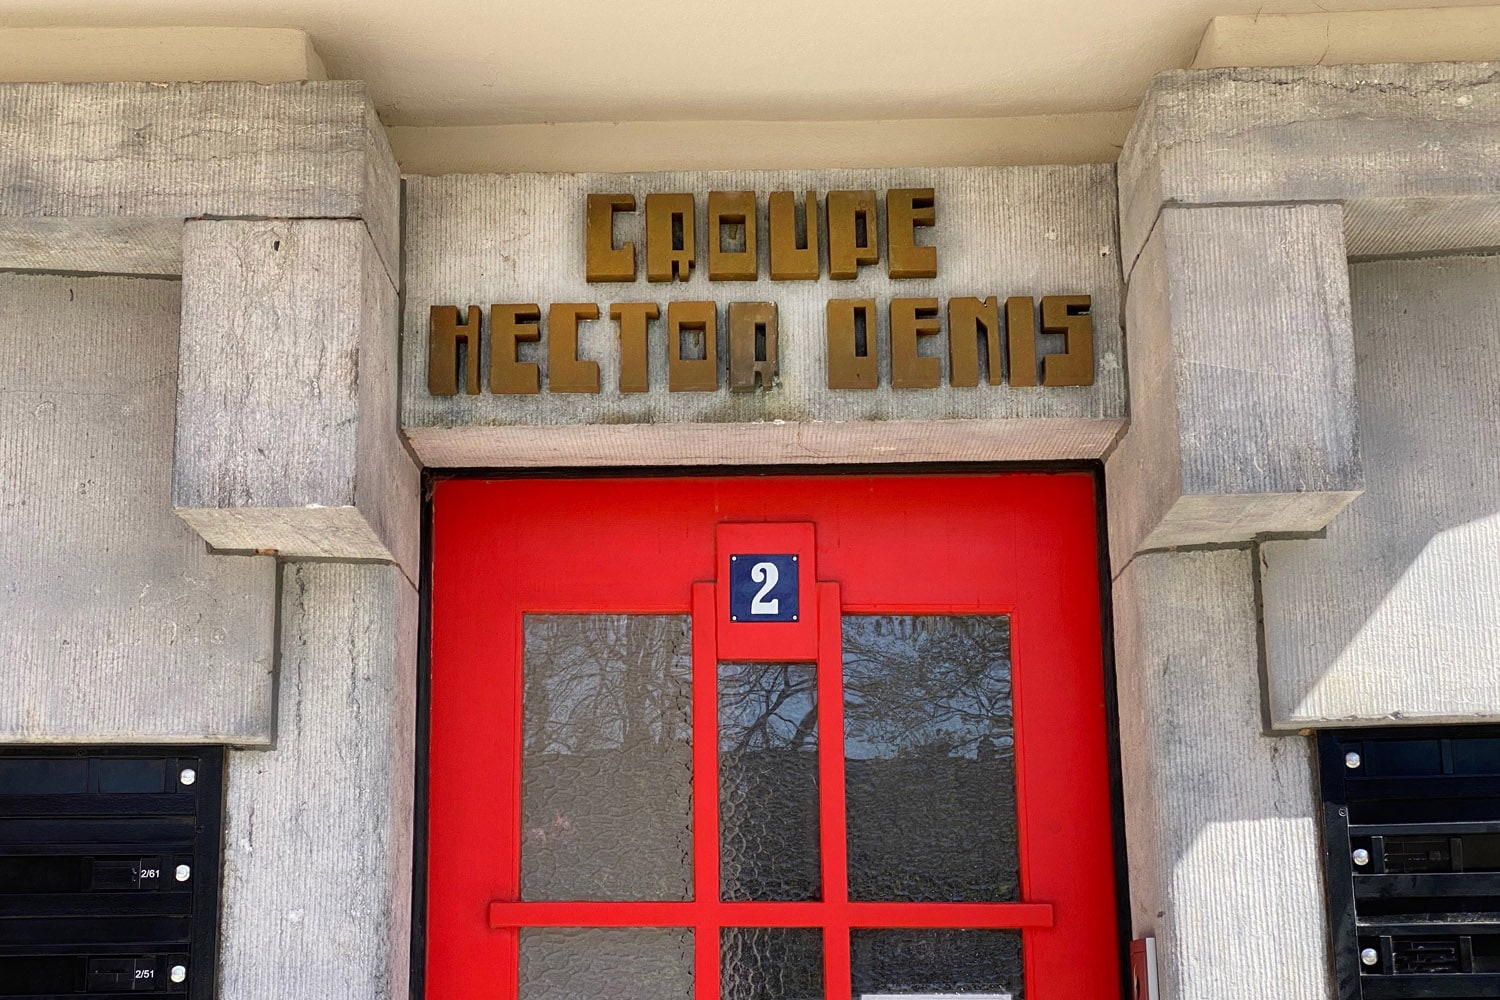 GROUPE
HECTOR DENIS
2
2/61
2/51